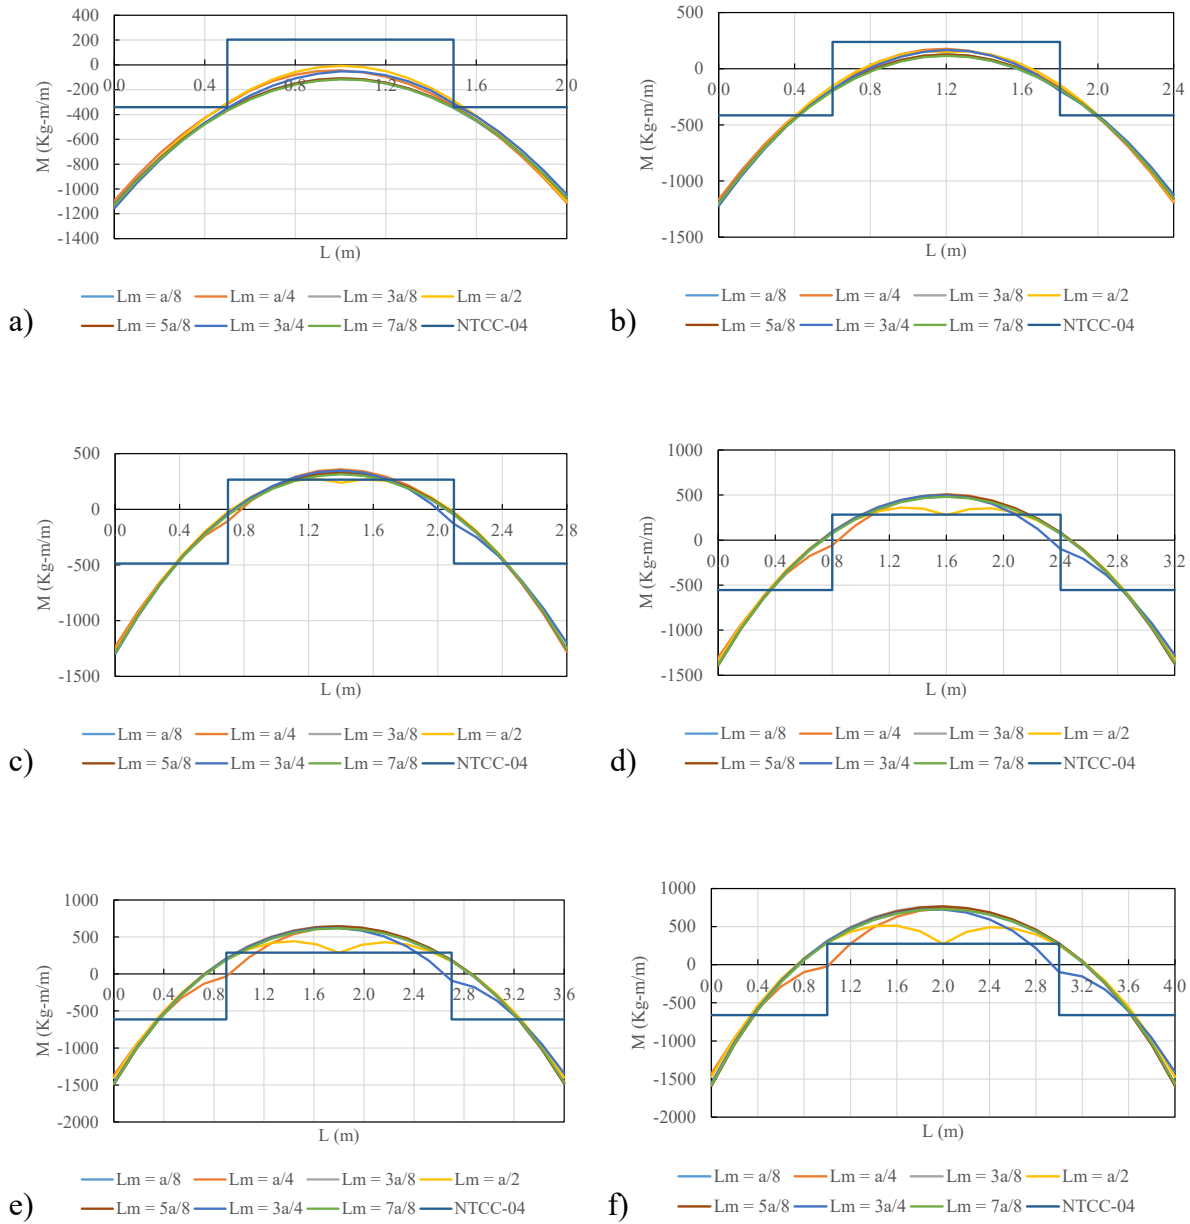 400
200
0
-200
-400
-600
-800
-1000
-1200
-1400
M (Kg-m/m)
0.0 0.4 0.8 1.2 1.6 2.0
L (m)
Lm = a/8 Lm = a/4 Lm = 3a/8 Lm = a/2
Lm = 5a/8 Lm = 3a/4 Lm = 7a/8 NTCC-04
a)
500
0
-500
-1000
-1500
M (Kg-m/m)
0.0 0.4 0.8 1.2 1.6 2.0 2.4
L (m)
Lm = a/8 Lm = a/4 Lm = 3a/8 Lm = a/2
Lm = 5a/8 Lm = 3a/4 Lm = 7a/8 NTCC-04
b)
500
0
-500
-1000
-1500
M (Kg-m/m)
0.0 0.4 0.8 1.2 1.6 2.0 2.4 2.8
L (m)
Lm = a/8 Lm = a/4 Lm = 3a/8 Lm = a/2
Lm = 5a/8 Lm = 3a/4 Lm = 7a/8 NTCC-04
c)
1000
500
0
-500
-1000
-1500
M (Kg-m/m)
0.0 0.4 0.8 1.2 1.6 2.0 2.4 2.8 3.2
L (m)
Lm = a/8 Lm = a/4 Lm = 3a/8 Lm = a/2
Lm = 5a/8 Lm = 3a/4 Lm = 7a/8 NTCC-04
d)
1000
500
0
-500
-1000
-1500
-2000
M (Kg-m/m)
0.0 0.4 0.8 1.2 1.6 2.0 2.4 2.8 3.2 3.6
L (m)
Lm = a/8 Lm = a/4 Lm = 3a/8 Lm = a/2
Lm = 5a/8 Lm = 3a/4 Lm = 7a/8 NTCC-04
e)
1000
500
0
-500
-1000
-1500
-2000
M (Kg-m/m)
0.0 0.4 0.8 1.2 1.6 2.0 2.4 2.8 3.2 3.6 4.0
L (m)
Lm = a/8 Lm = a/4 Lm = 3a/8 Lm = a/2
Lm = 5a/8 Lm = 3a/4 Lm = 7a/8 NTCC-04
f)